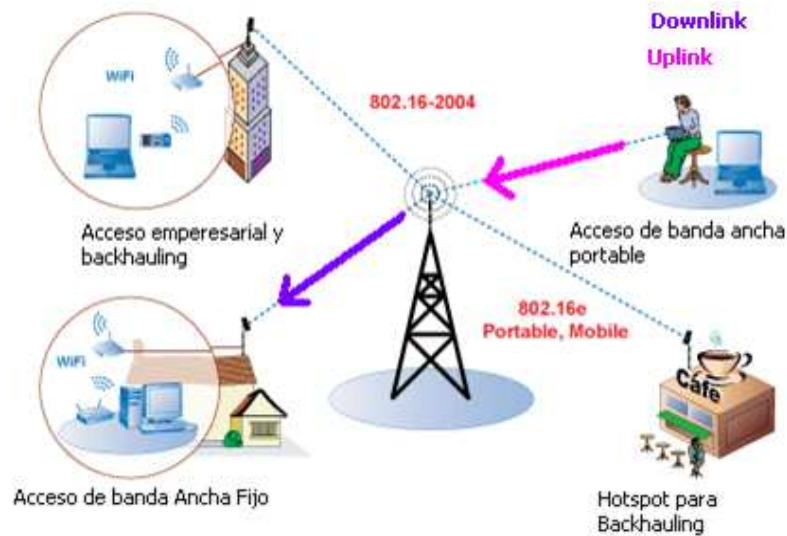 Downlink
Uplink
WiFi
802.16-2004
Acceso emperesarial y
backhauling
Acceso de banda ancha
portable
802.16e
Portable, Mobile
WiFi
Cafe
Acceso de banda Ancha Fijo
Hotspot para
Backhauling